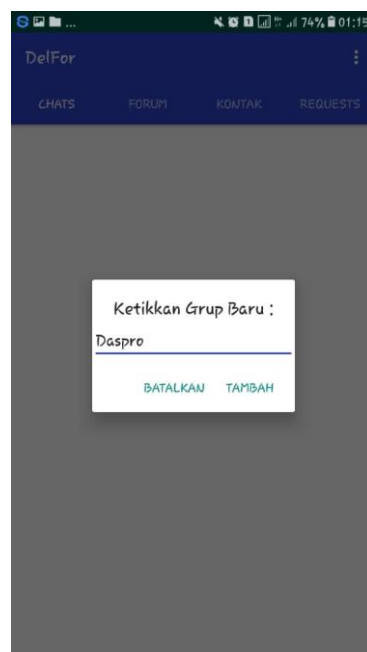 ... 74% 01:15
DelFor
CHATS FORUM KONTAK REQUESTS
Ketikkan Grup Baru :
Daspro
BATALKAN TAMBAH